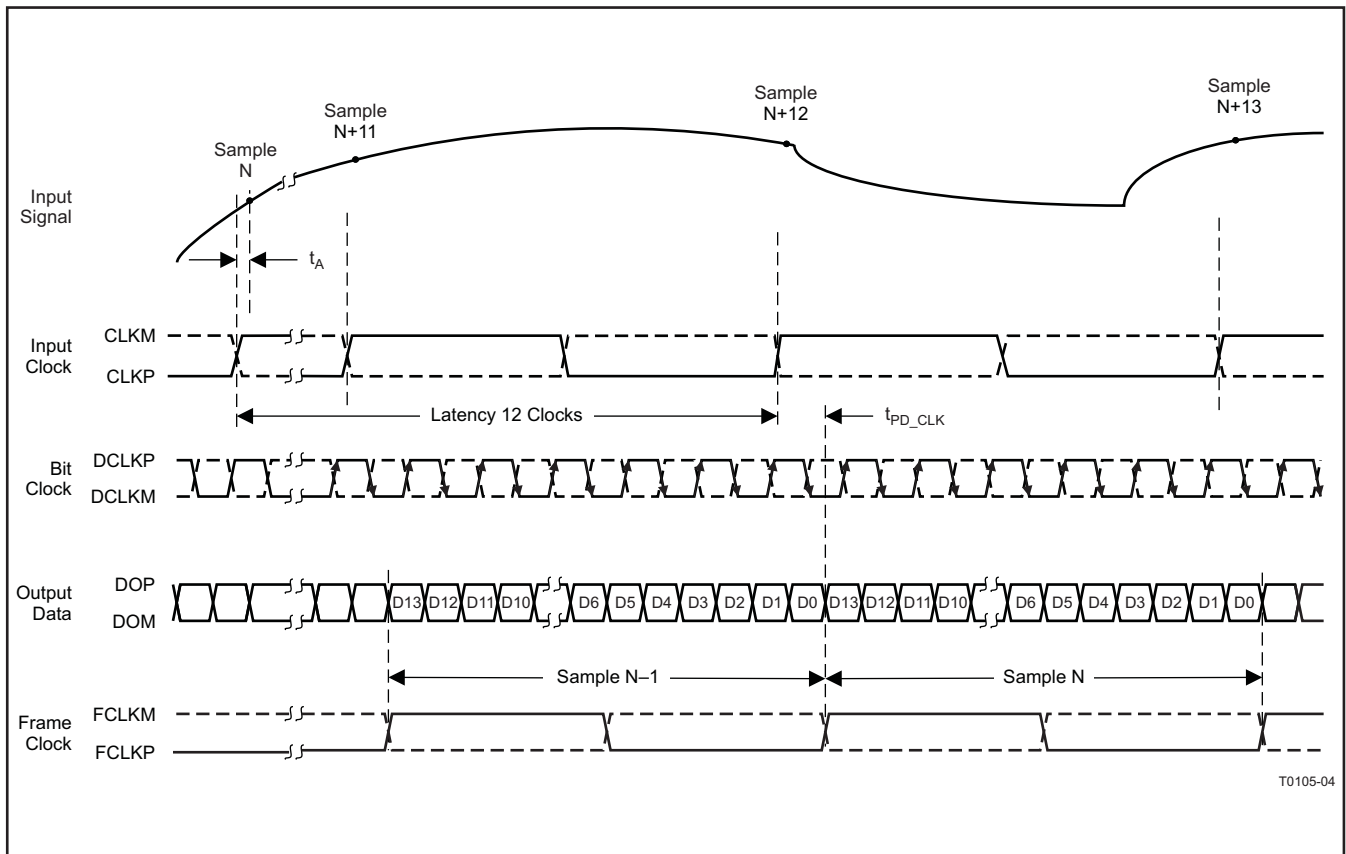 Sample
N
Sample
N+11
Sample
N+12
Sample
N+13
Input
Signal
tA
Input
Clock
CLKM
CLKP
Latency 12 Clocks
tPD_CLK
Bit
Clock
DCLKP
DCLKM
Output
Data
DOP
DOM
D13 D12 D11 D10 D6 D5 D4 D3 D2 D1 D0 D13 D12 D11 D10 D6 D5 D4 D3 D2 D1 D0
Sample N–1
Sample N
Frame
Clock
FCLKM
FCLKP
T0105-04